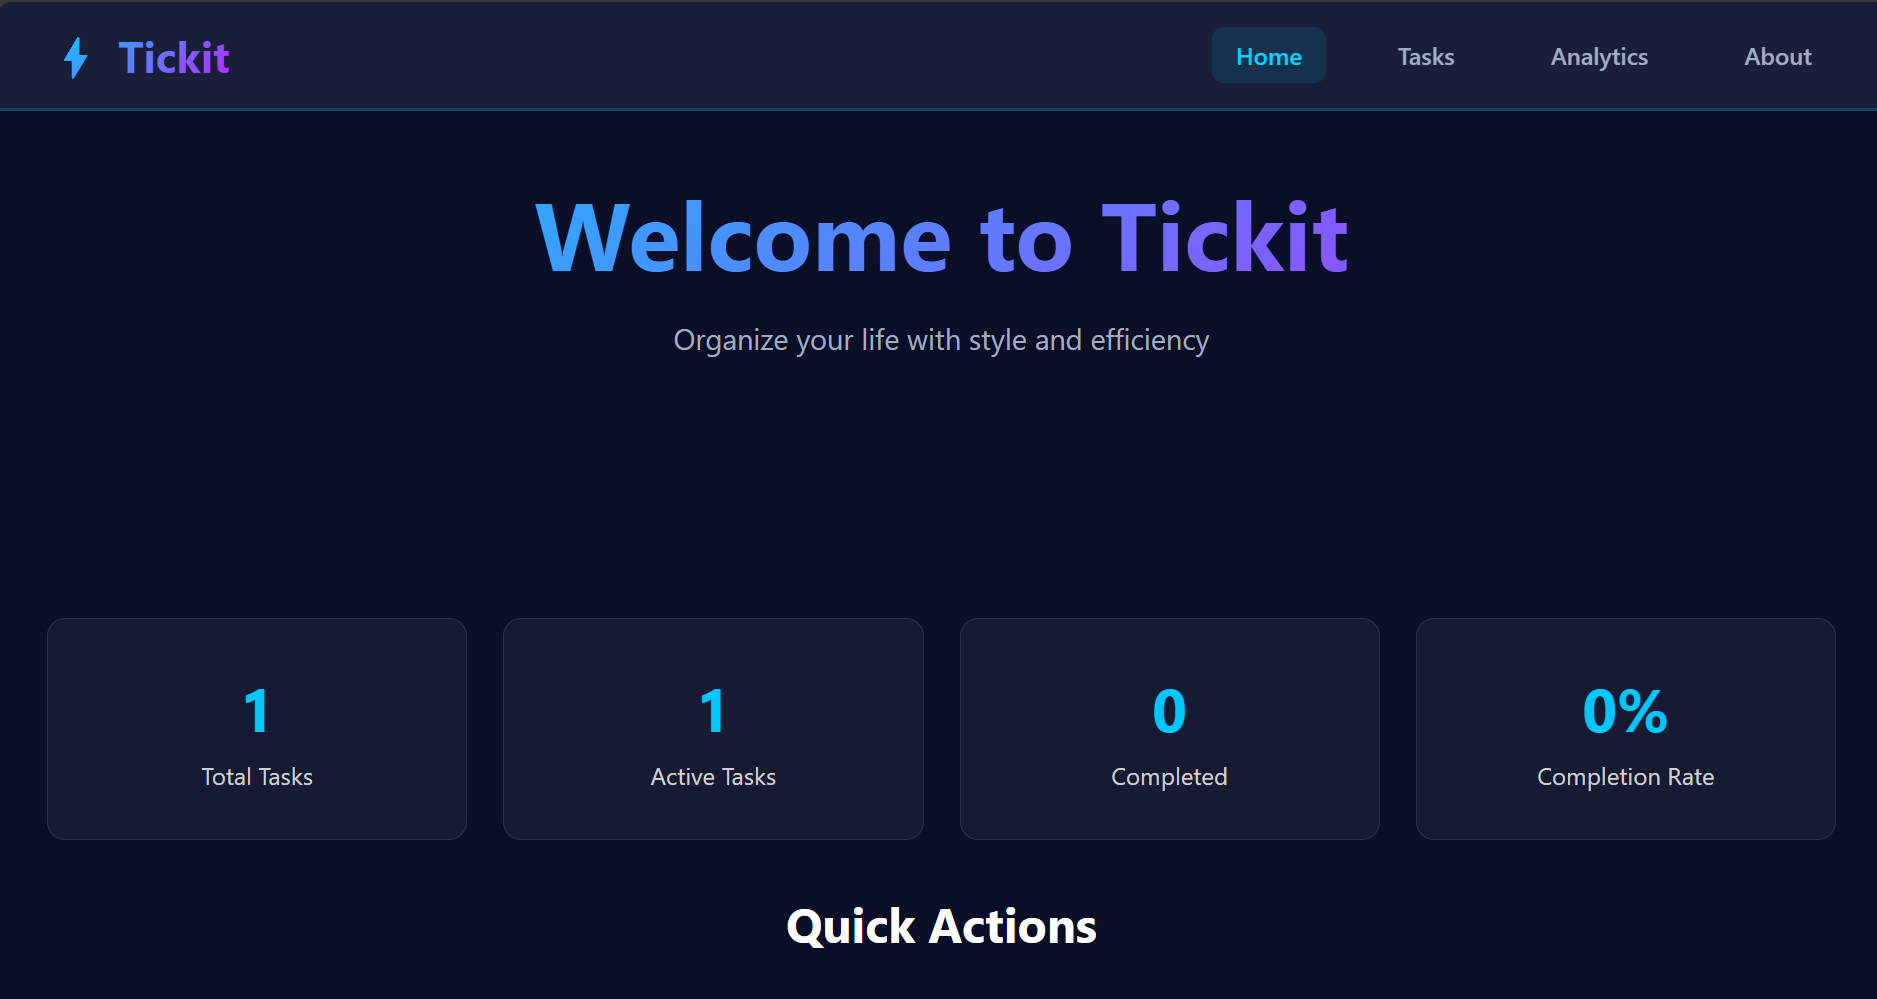 Tickit
Home Tasks Analytics About
Welcome to Tickit
Organize your life with style and efficiency
1
Total Tasks
1
Active Tasks
0
Completed
0%
Completion Rate
Quick Actions